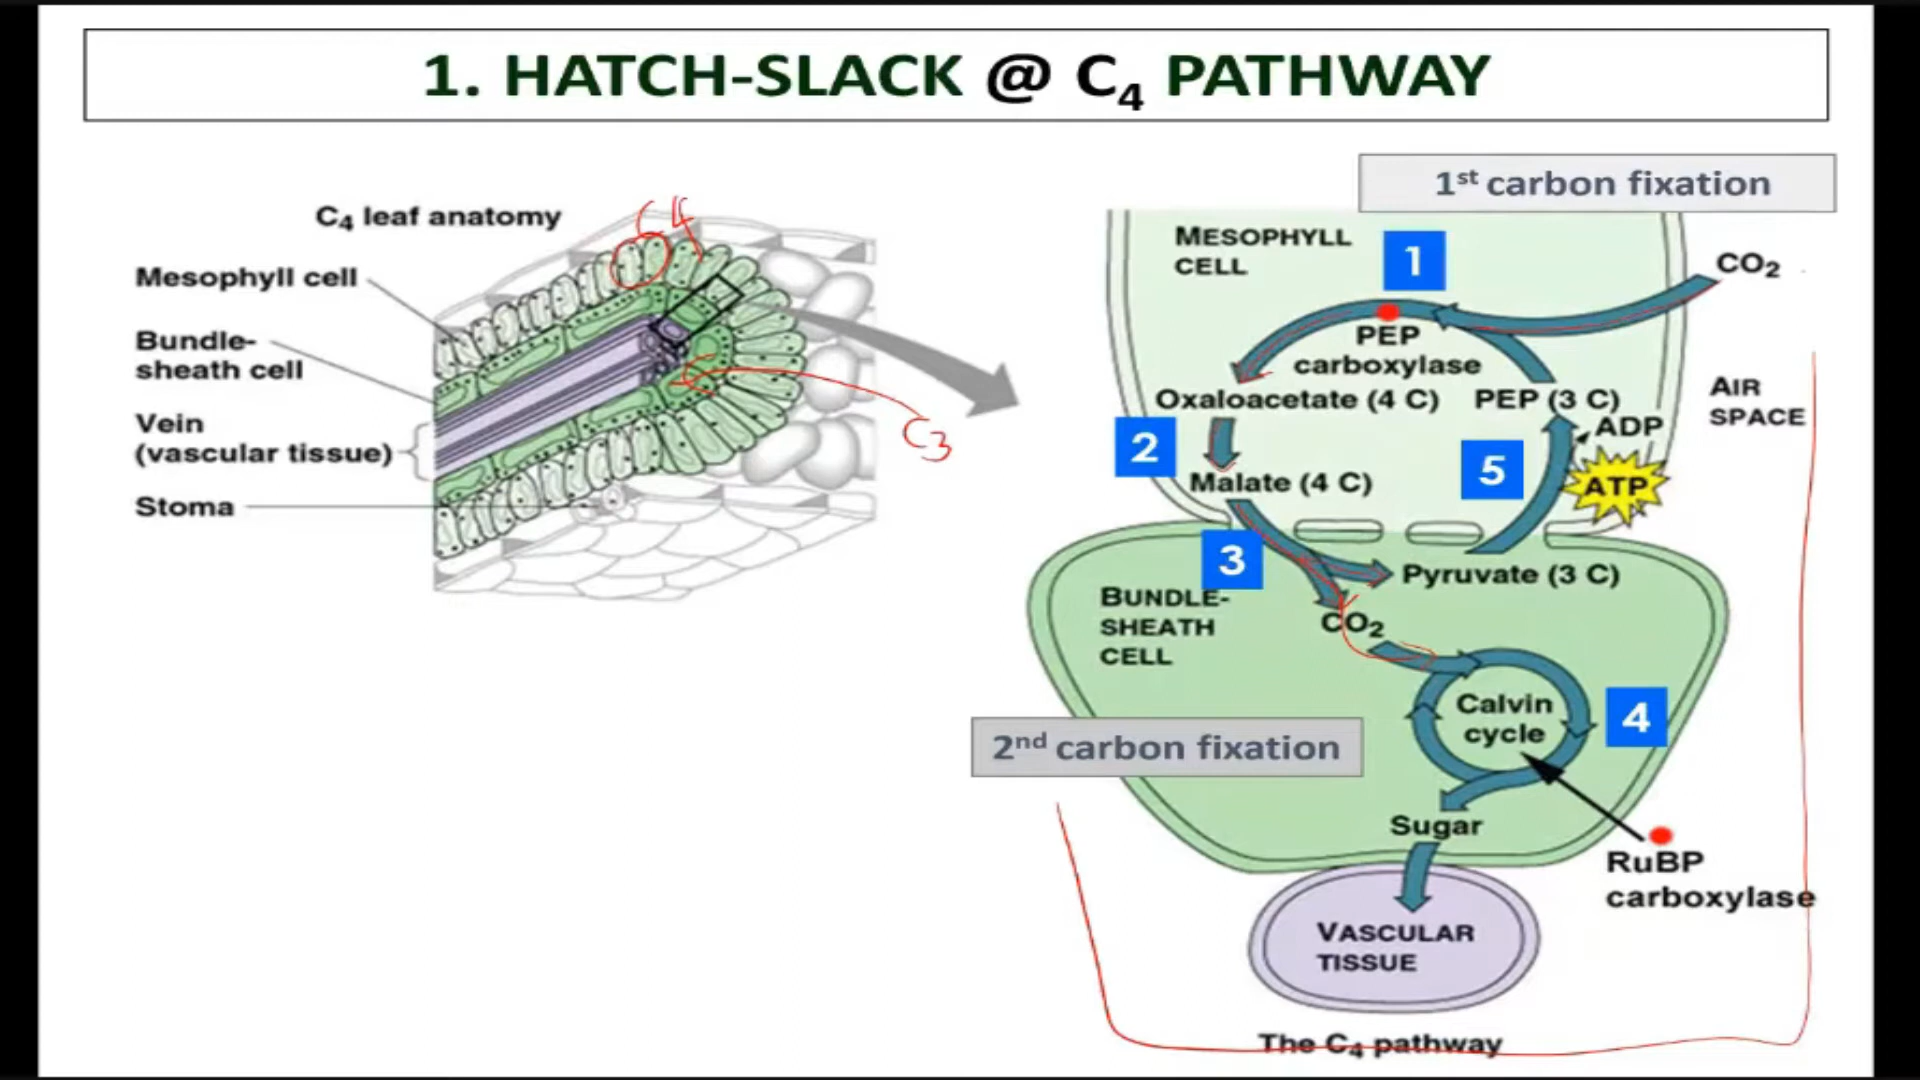 1. HATCH-SLACK @ C₄ PATHWAY
1st carbon fixation
C₄ leaf anatomy
C4
Mesophyll cell
Bundle-
sheath cell
Vein
(vascular tissue)
Stoma
C3
MESOPHYLL
CELL
1
CO₂
PEP
carboxylase
Oxaloacetate (4 C)
PEP (3 C)
AIR
SPACE
ADP
2
5
ATP
Malate (4 C)
3
Pyruvate (3 C)
BUNDLE-
SHEATH
CELL
CO₂
Calvin
cycle
4
2nd carbon fixation
Sugar
RuBP
carboxylase
VASCULAR
TISSUE
The C₄ pathway